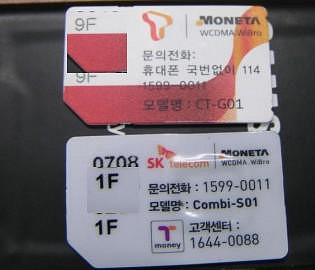 9F
MONETA
WCDMA. WiBro
9F
문의전화:
휴대폰 국번없이 114
1599-0011
모델명 : CT-G01
0708
SK telecom
MONETA
WCDMA. WiBro
1F
문의전화 : 1599-0011
모델명 : Combi-S01
1F
T money
고객센터 :
1644-0088